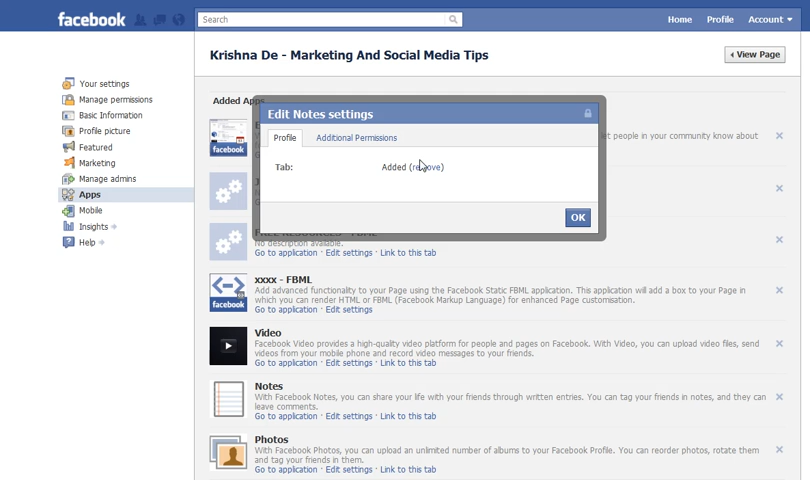 facebook
Search
Home
Profile
Account
Krishna De - Marketing And Social Media Tips
View Page
Your settings
Manage permissions
Basic Information
Profile picture
Featured
Marketing
Manage admins
Apps
Mobile
Insights
Help
Added Apps
Edit Notes settings
Profile
Additional Permissions
Tab:
Added (remove)
OK
facebook
let people in your community know about
No description available.
Go to application · Edit settings · Link to this tab
facebook
xxxx - FBML
Add advanced functionality to your Page using the Facebook Static FBML application. This application will add a box to your Page in
which you can render HTML or FBML (Facebook Markup Language) for enhanced Page customisation.
Go to application · Edit settings
Video
Facebook Video provides a high-quality video platform for people and pages on Facebook. With Video, you can upload video files, send
videos from your mobile phone and record video messages to your friends.
Go to application · Edit settings · Link to this tab
Notes
With Facebook Notes, you can share your life with your friends through written entries. You can tag your friends in notes, and they can
leave comments.
Go to application · Edit settings · Link to this tab
Photos
With Facebook Photos, you can upload an unlimited number of albums to your Facebook Profile. You can reorder photos, rotate them
and tag your friends in them.
Go to application · Edit settings · Link to this tab